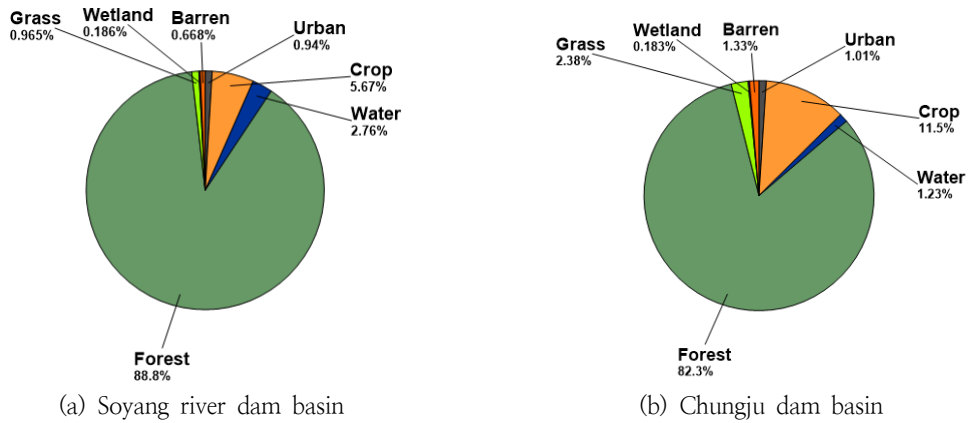 Grass
0.965%
Wetland
0.186%
Barren
0.668%
Urban
0.94%
Crop
5.67%
Water
2.76%
Forest
88.8%
(a) Soyang river dam basin
Grass
2.38%
Wetland
0.183%
Barren
1.33%
Urban
1.01%
Crop
11.5%
Water
1.23%
Forest
82.3%
(b) Chungju dam basin